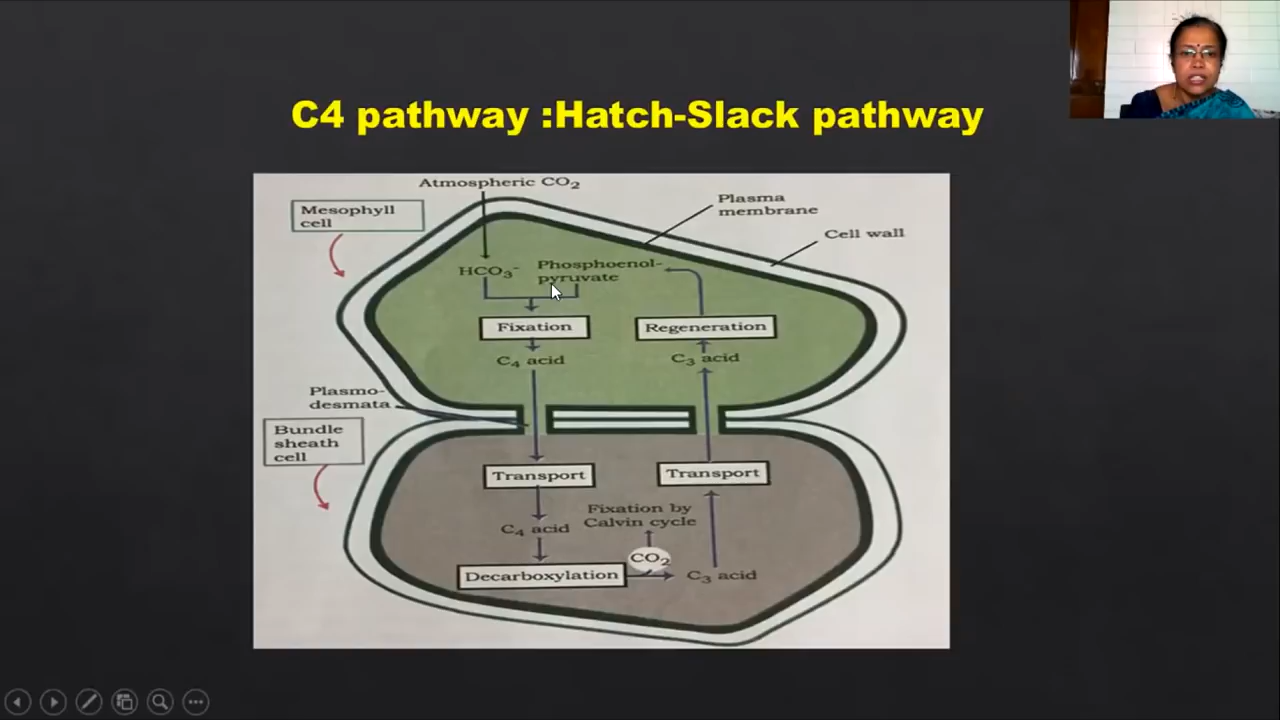 C4 pathway :Hatch-Slack pathway
Atmospheric CO₂
Mesophyll
cell
Plasma
membrane
Cell wall
HCO₃⁻
Phosphoenol-
pyruvate
Fixation
Regeneration
C₄ acid
C₃ acid
Plasmo-
desmata
Bundle
sheath
cell
Transport
Transport
Fixation by
Calvin cycle
C₄ acid
CO₂
Decarboxylation
C₃ acid